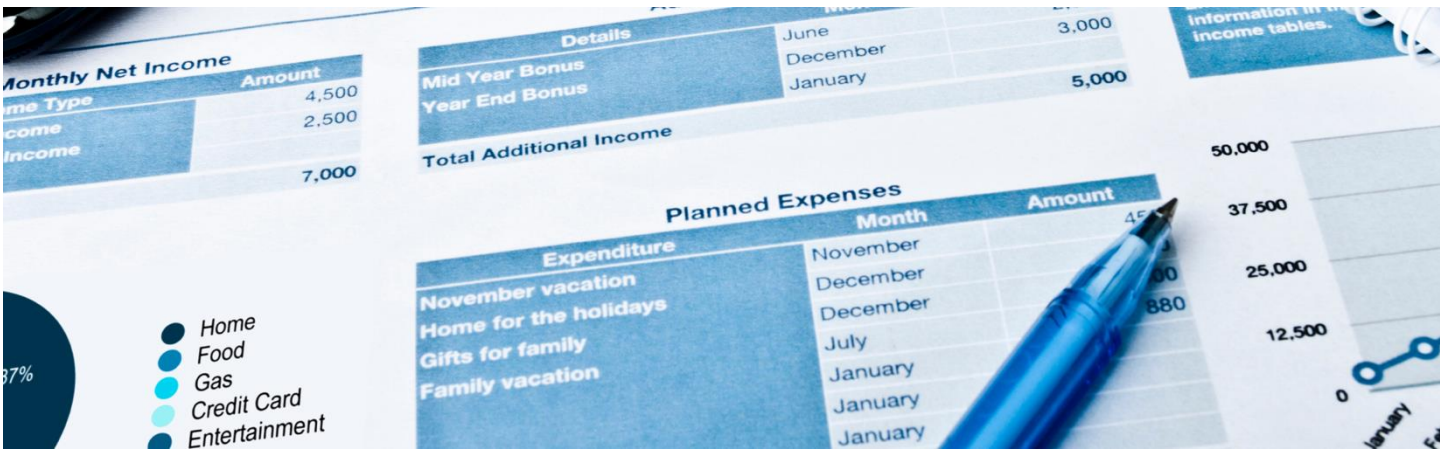 Monthly Net Income
Type Amount
4,500
2,500
Income
7,000
Details
June
3,000
Mid Year Bonus
December
Year End Bonus
January
5,000
Total Additional Income
information in
income tables.
Planned Expenses
Expenditure Month Amount
November vacation November
Home for the holidays December
Gifts for family December 880
Family vacation July
January
January
January
37%
Home
Food
Gas
Credit Card
Entertainment
50,000
37,500
25,000
12,500
0
January